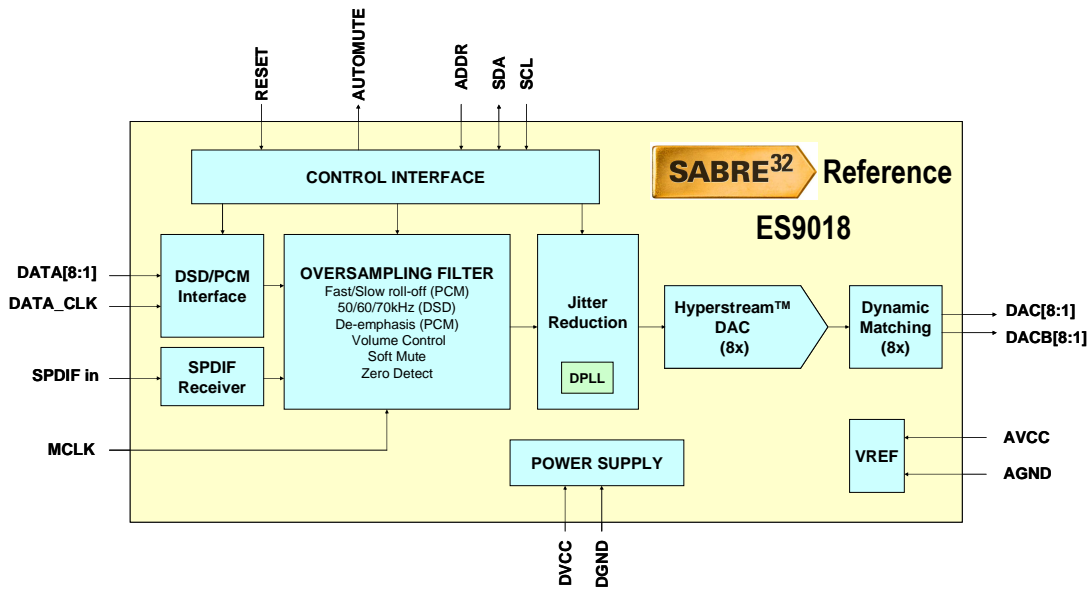 RESET
AUTOMUTE
ADDR
SDA
SCL
CONTROL INTERFACE
SABRE32 Reference
ES9018
DATA[8:1]
DATA_CLK
DSD/PCM
Interface
OVERSAMPLING FILTER
Fast/Slow roll-off (PCM)
50/60/70kHz (DSD)
De-emphasis (PCM)
Volume Control
Soft Mute
Zero Detect
Jitter
Reduction
DPLL
Hyperstream™
DAC
(8x)
Dynamic
Matching
(8x)
DAC[8:1]
DACB[8:1]
SPDIF in
SPDIF
Receiver
MCLK
POWER SUPPLY
VREF
AVCC
AGND
DVCC
DGND